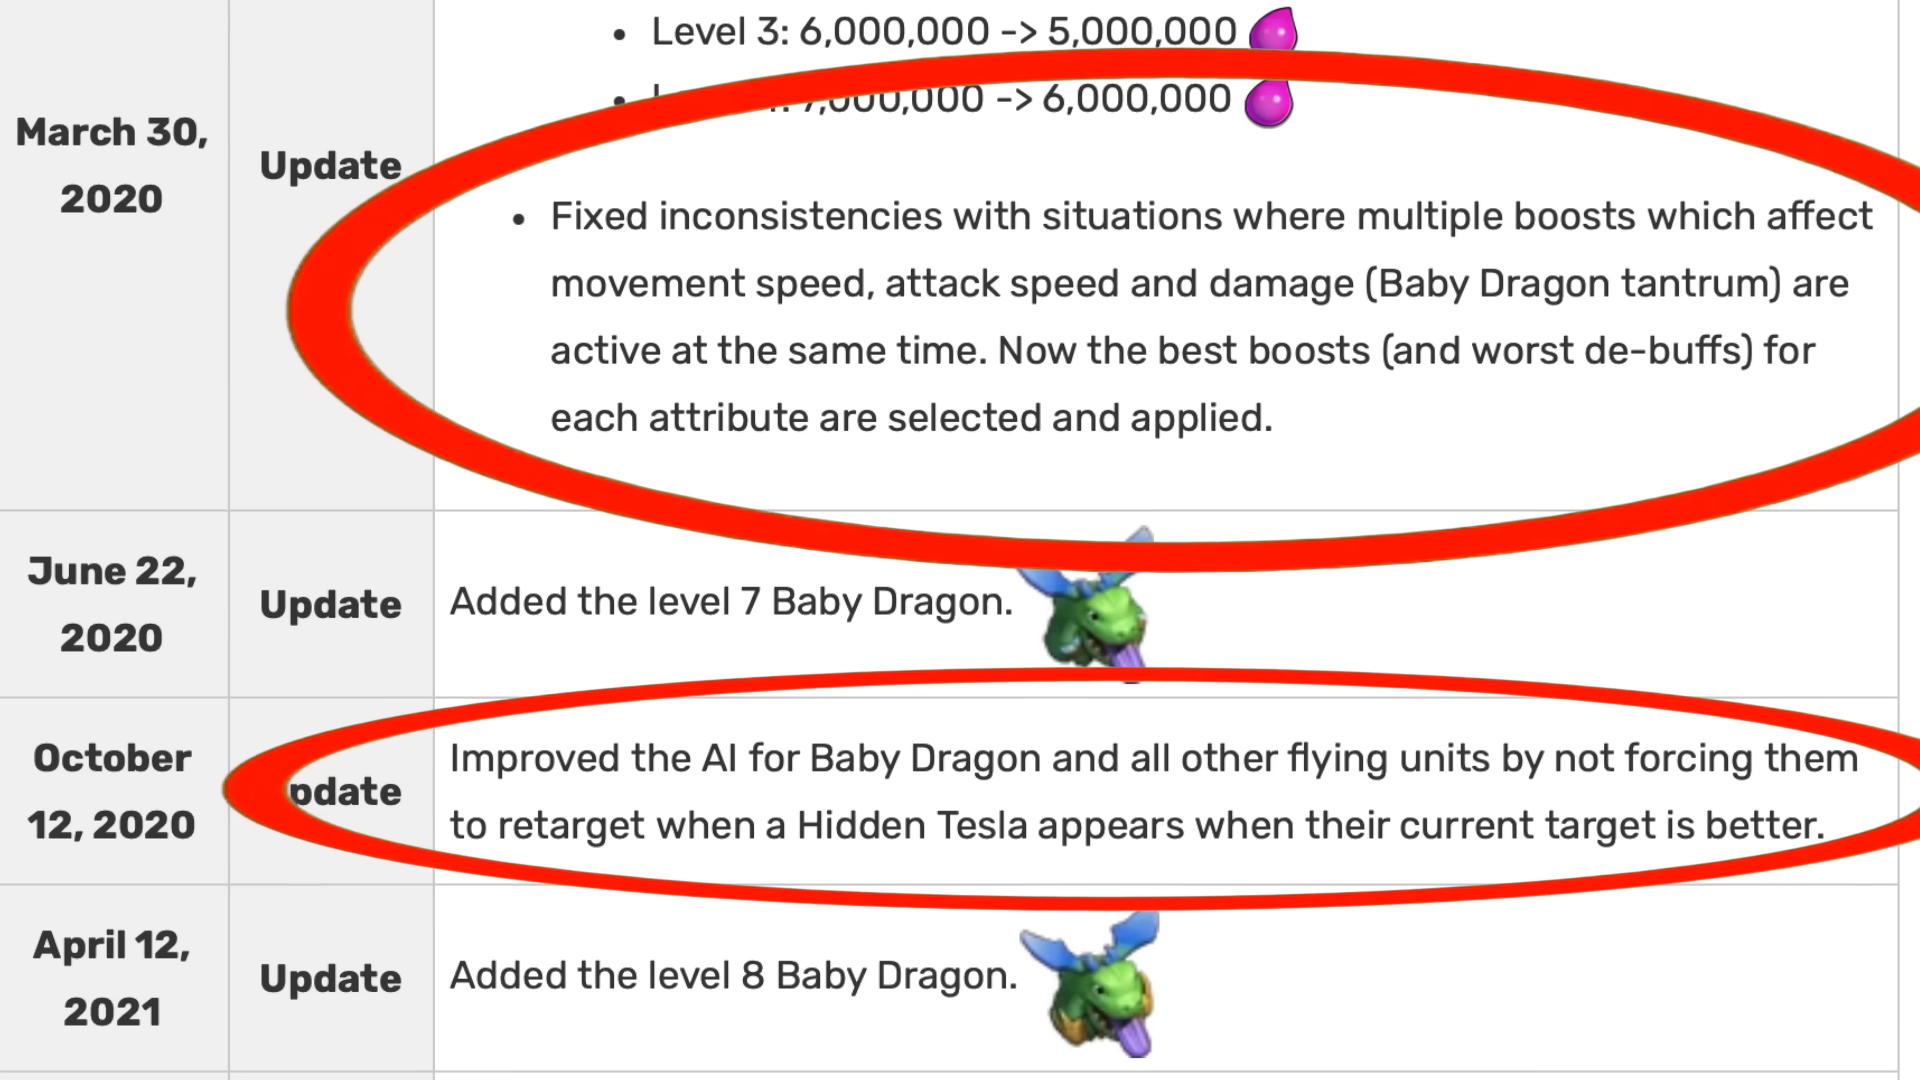 Level 3: 6,000,000 -> 5,000,000
7,000,000 -> 6,000,000
March 30,
2020
Update
Fixed inconsistencies with situations where multiple boosts which affect
movement speed, attack speed and damage (Baby Dragon tantrum) are
active at the same time. Now the best boosts (and worst de-buffs) for
each attribute are selected and applied.
June 22,
2020
Update
Added the level 7 Baby Dragon.
October
12, 2020
pdate
Improved the AI for Baby Dragon and all other flying units by not forcing them
to retarget when a Hidden Tesla appears when their current target is better.
April 12,
2021
Update
Added the level 8 Baby Dragon.